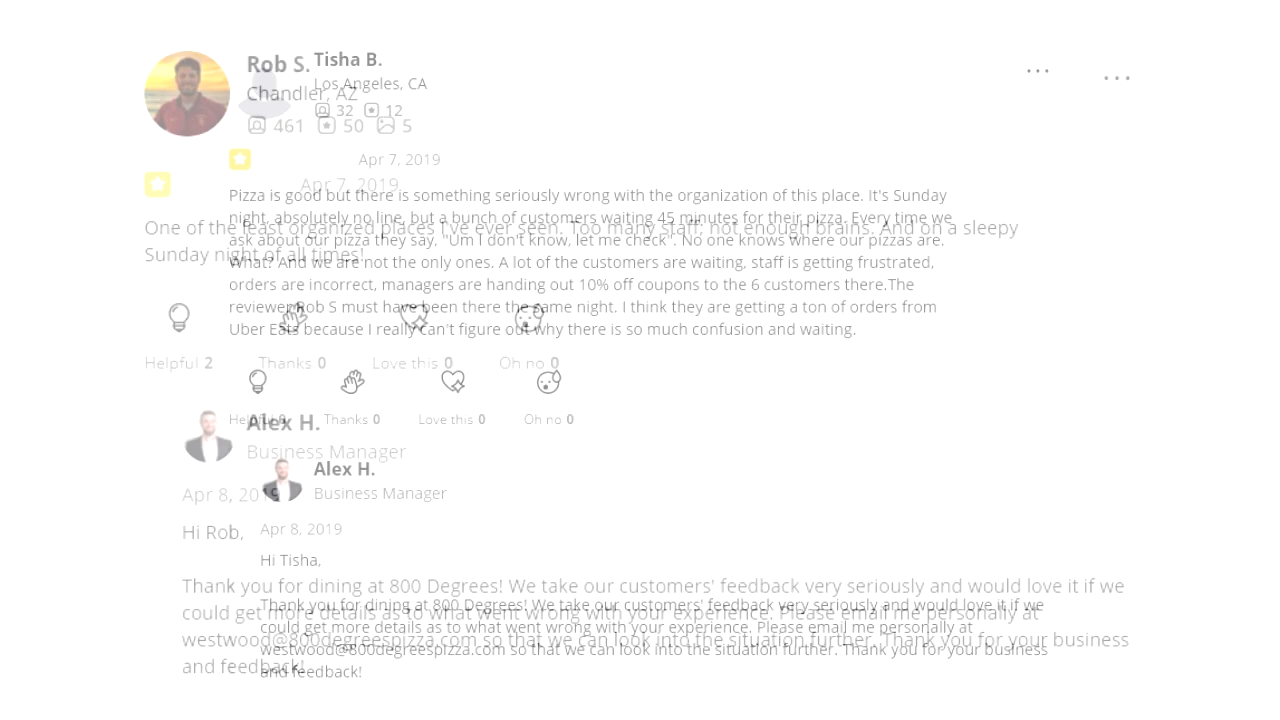 Rob S.
Chandler, AZ
461 50 5
Apr 7, 2019
One of the least organized places I've ever seen. Too many staff, not enough brains. And on a sleepy
Sunday night of all times!
Helpful 2 Thanks 0 Love this 0 Oh no 0
Alex H.
Business Manager
Apr 8, 2019
Hi Rob,
Thank you for dining at 800 Degrees! We take our customers' feedback very seriously and would love it if we
could get more details as to what went wrong with your experience. Please email me personally at
westwood@800degreespizza.com so that we can look into the situation further. Thank you for your business
and feedback!
Tisha B.
Los Angeles, CA
32 12
Apr 7, 2019
Pizza is good but there is something seriously wrong with the organization of this place. It's Sunday
night, absolutely no line, but a bunch of customers waiting 45 minutes for their pizza. Every time we
ask about our pizza they say, "Um I don't know, let me check". No one knows where our pizzas are.
What? And we are not the only ones. A lot of the customers are waiting, staff is getting frustrated,
orders are incorrect, managers are handing out 10% off coupons to the 6 customers there.The
reviewer Rob S must have been there the same night. I think they are getting a ton of orders from
Uber Eats because I really can't figure out why there is so much confusion and waiting.
Helpful 0 Thanks 0 Love this 0 Oh no 0
Alex H.
Business Manager
Apr 8, 2019
Hi Tisha,
Thank you for dining at 800 Degrees! We take our customers' feedback very seriously and would love it if we
could get more details as to what went wrong with your experience. Please email me personally at
westwood@800degreespizza.com so that we can look into the situation further. Thank you for your business
and feedback!